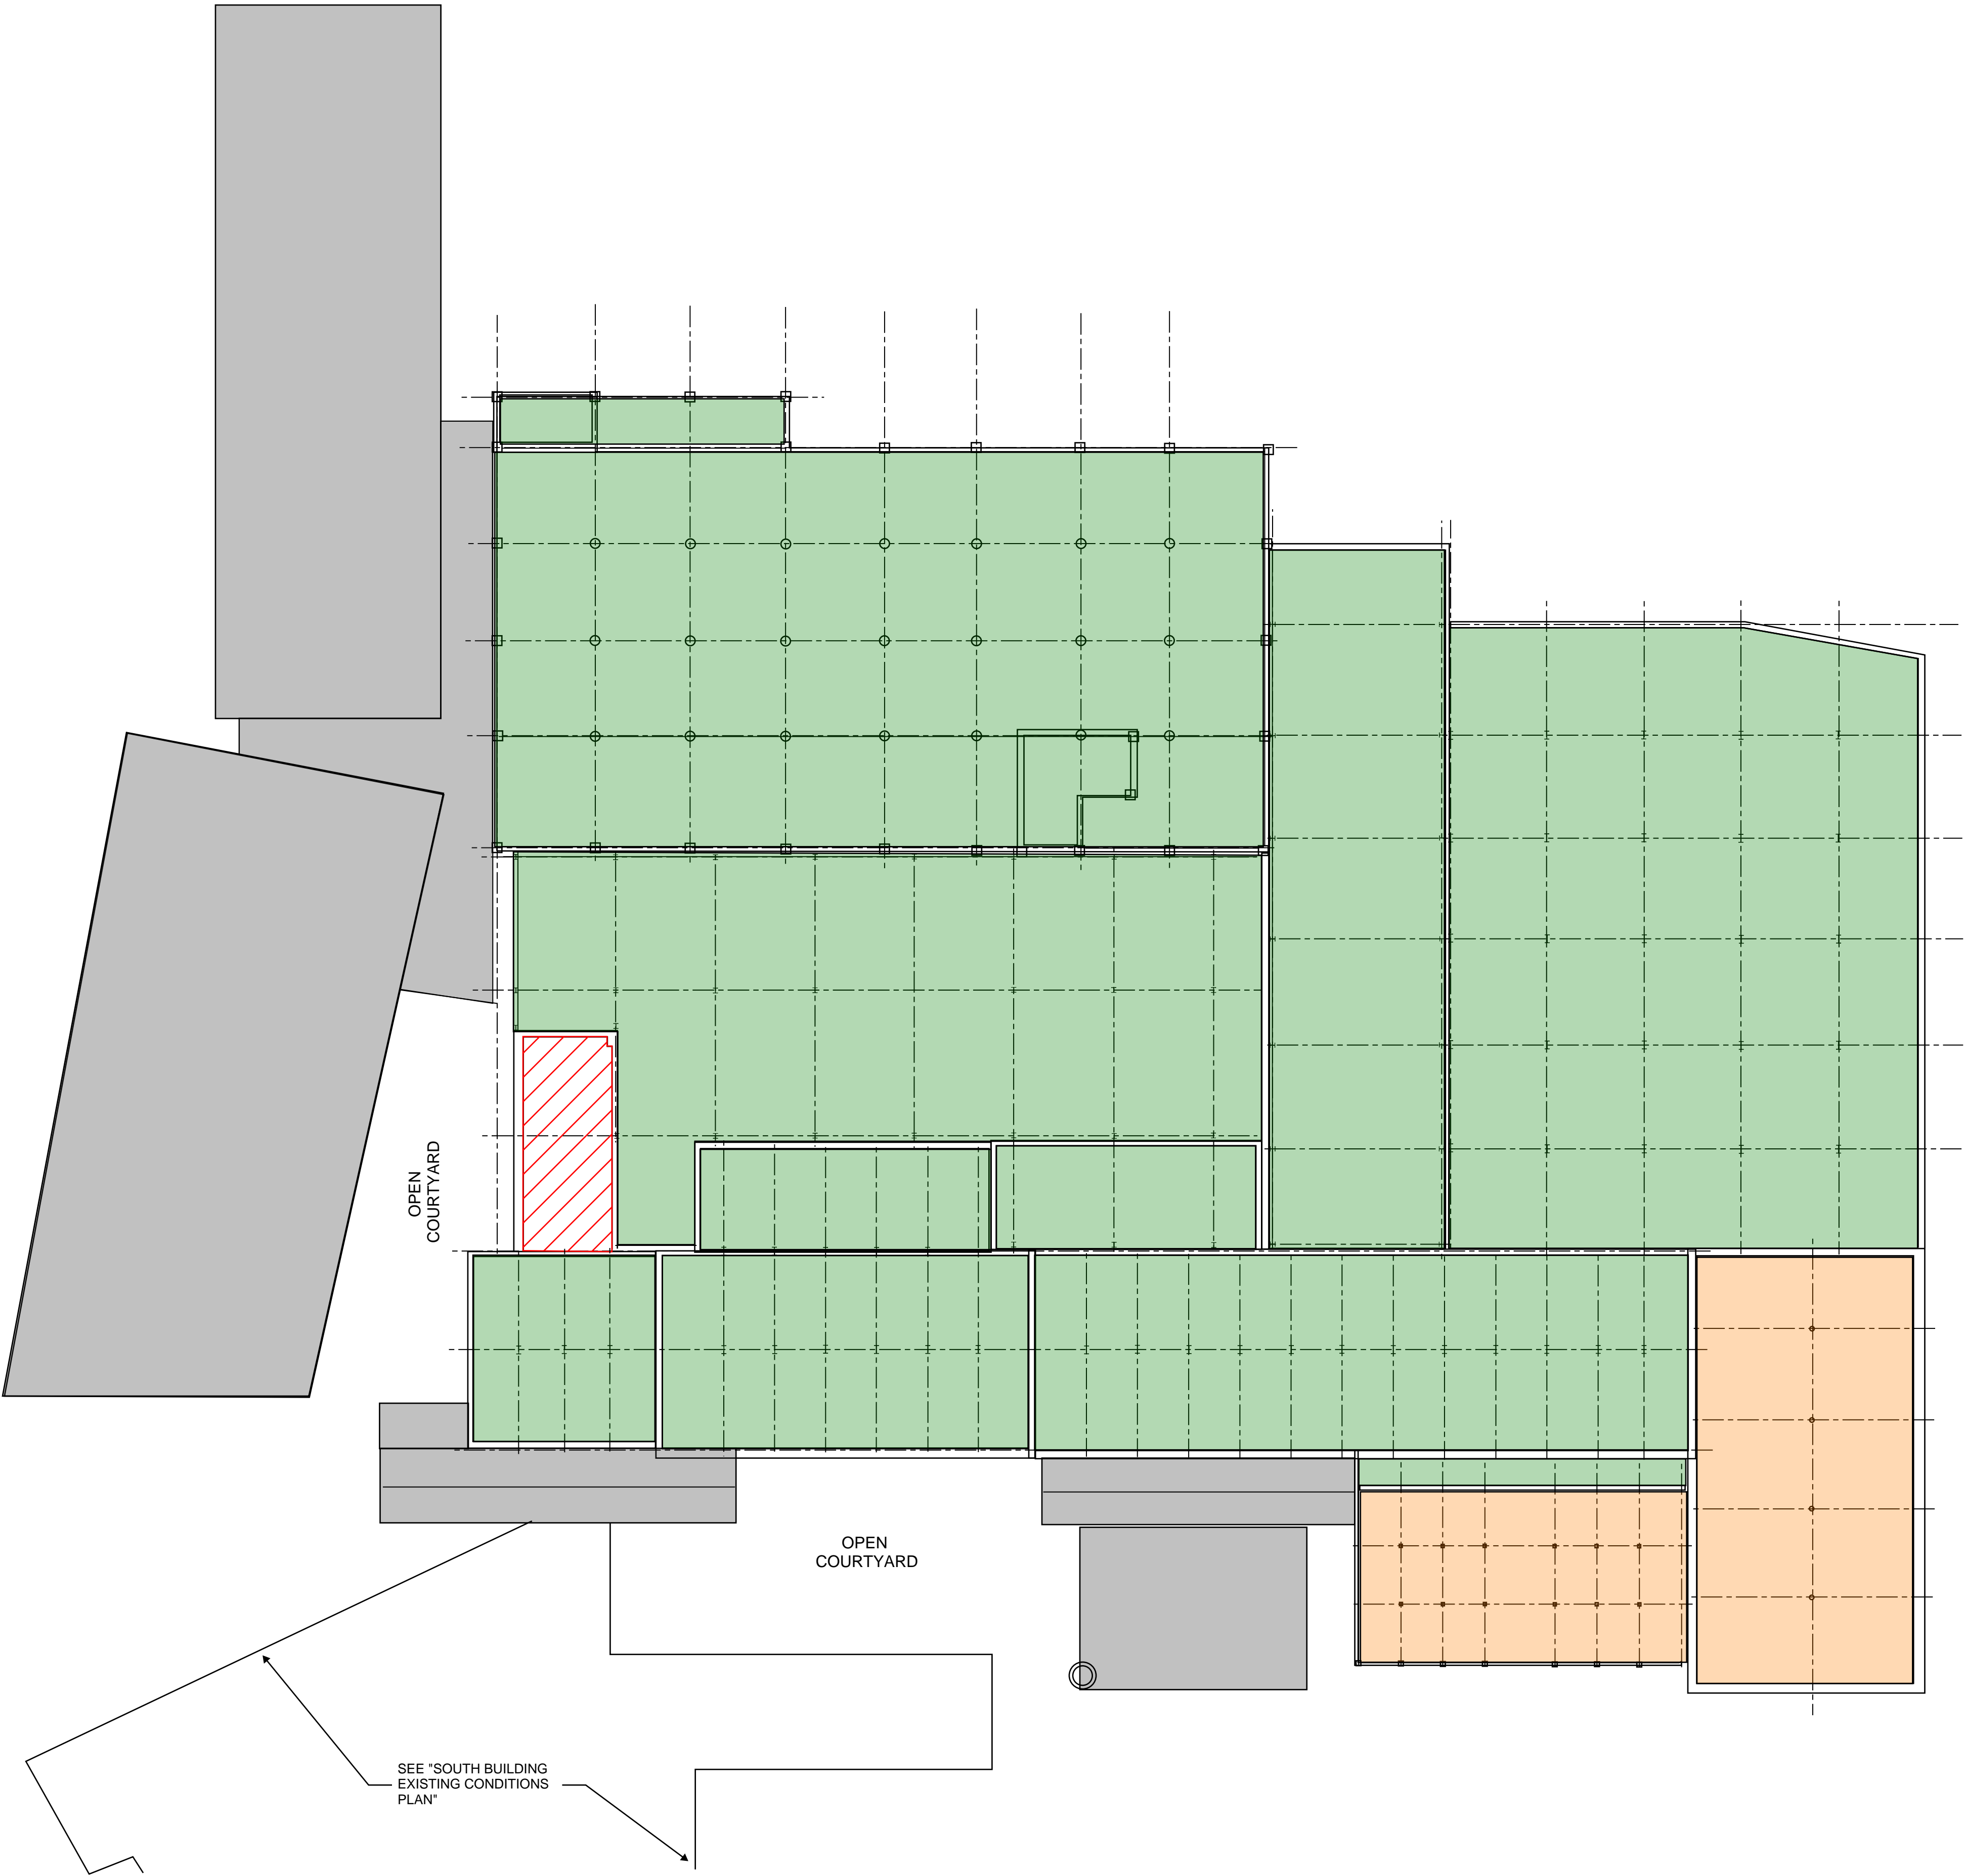 OPEN
COURTYARD
OPEN
COURTYARD
SEE "SOUTH BUILDING
EXISTING CONDITIONS
PLAN"